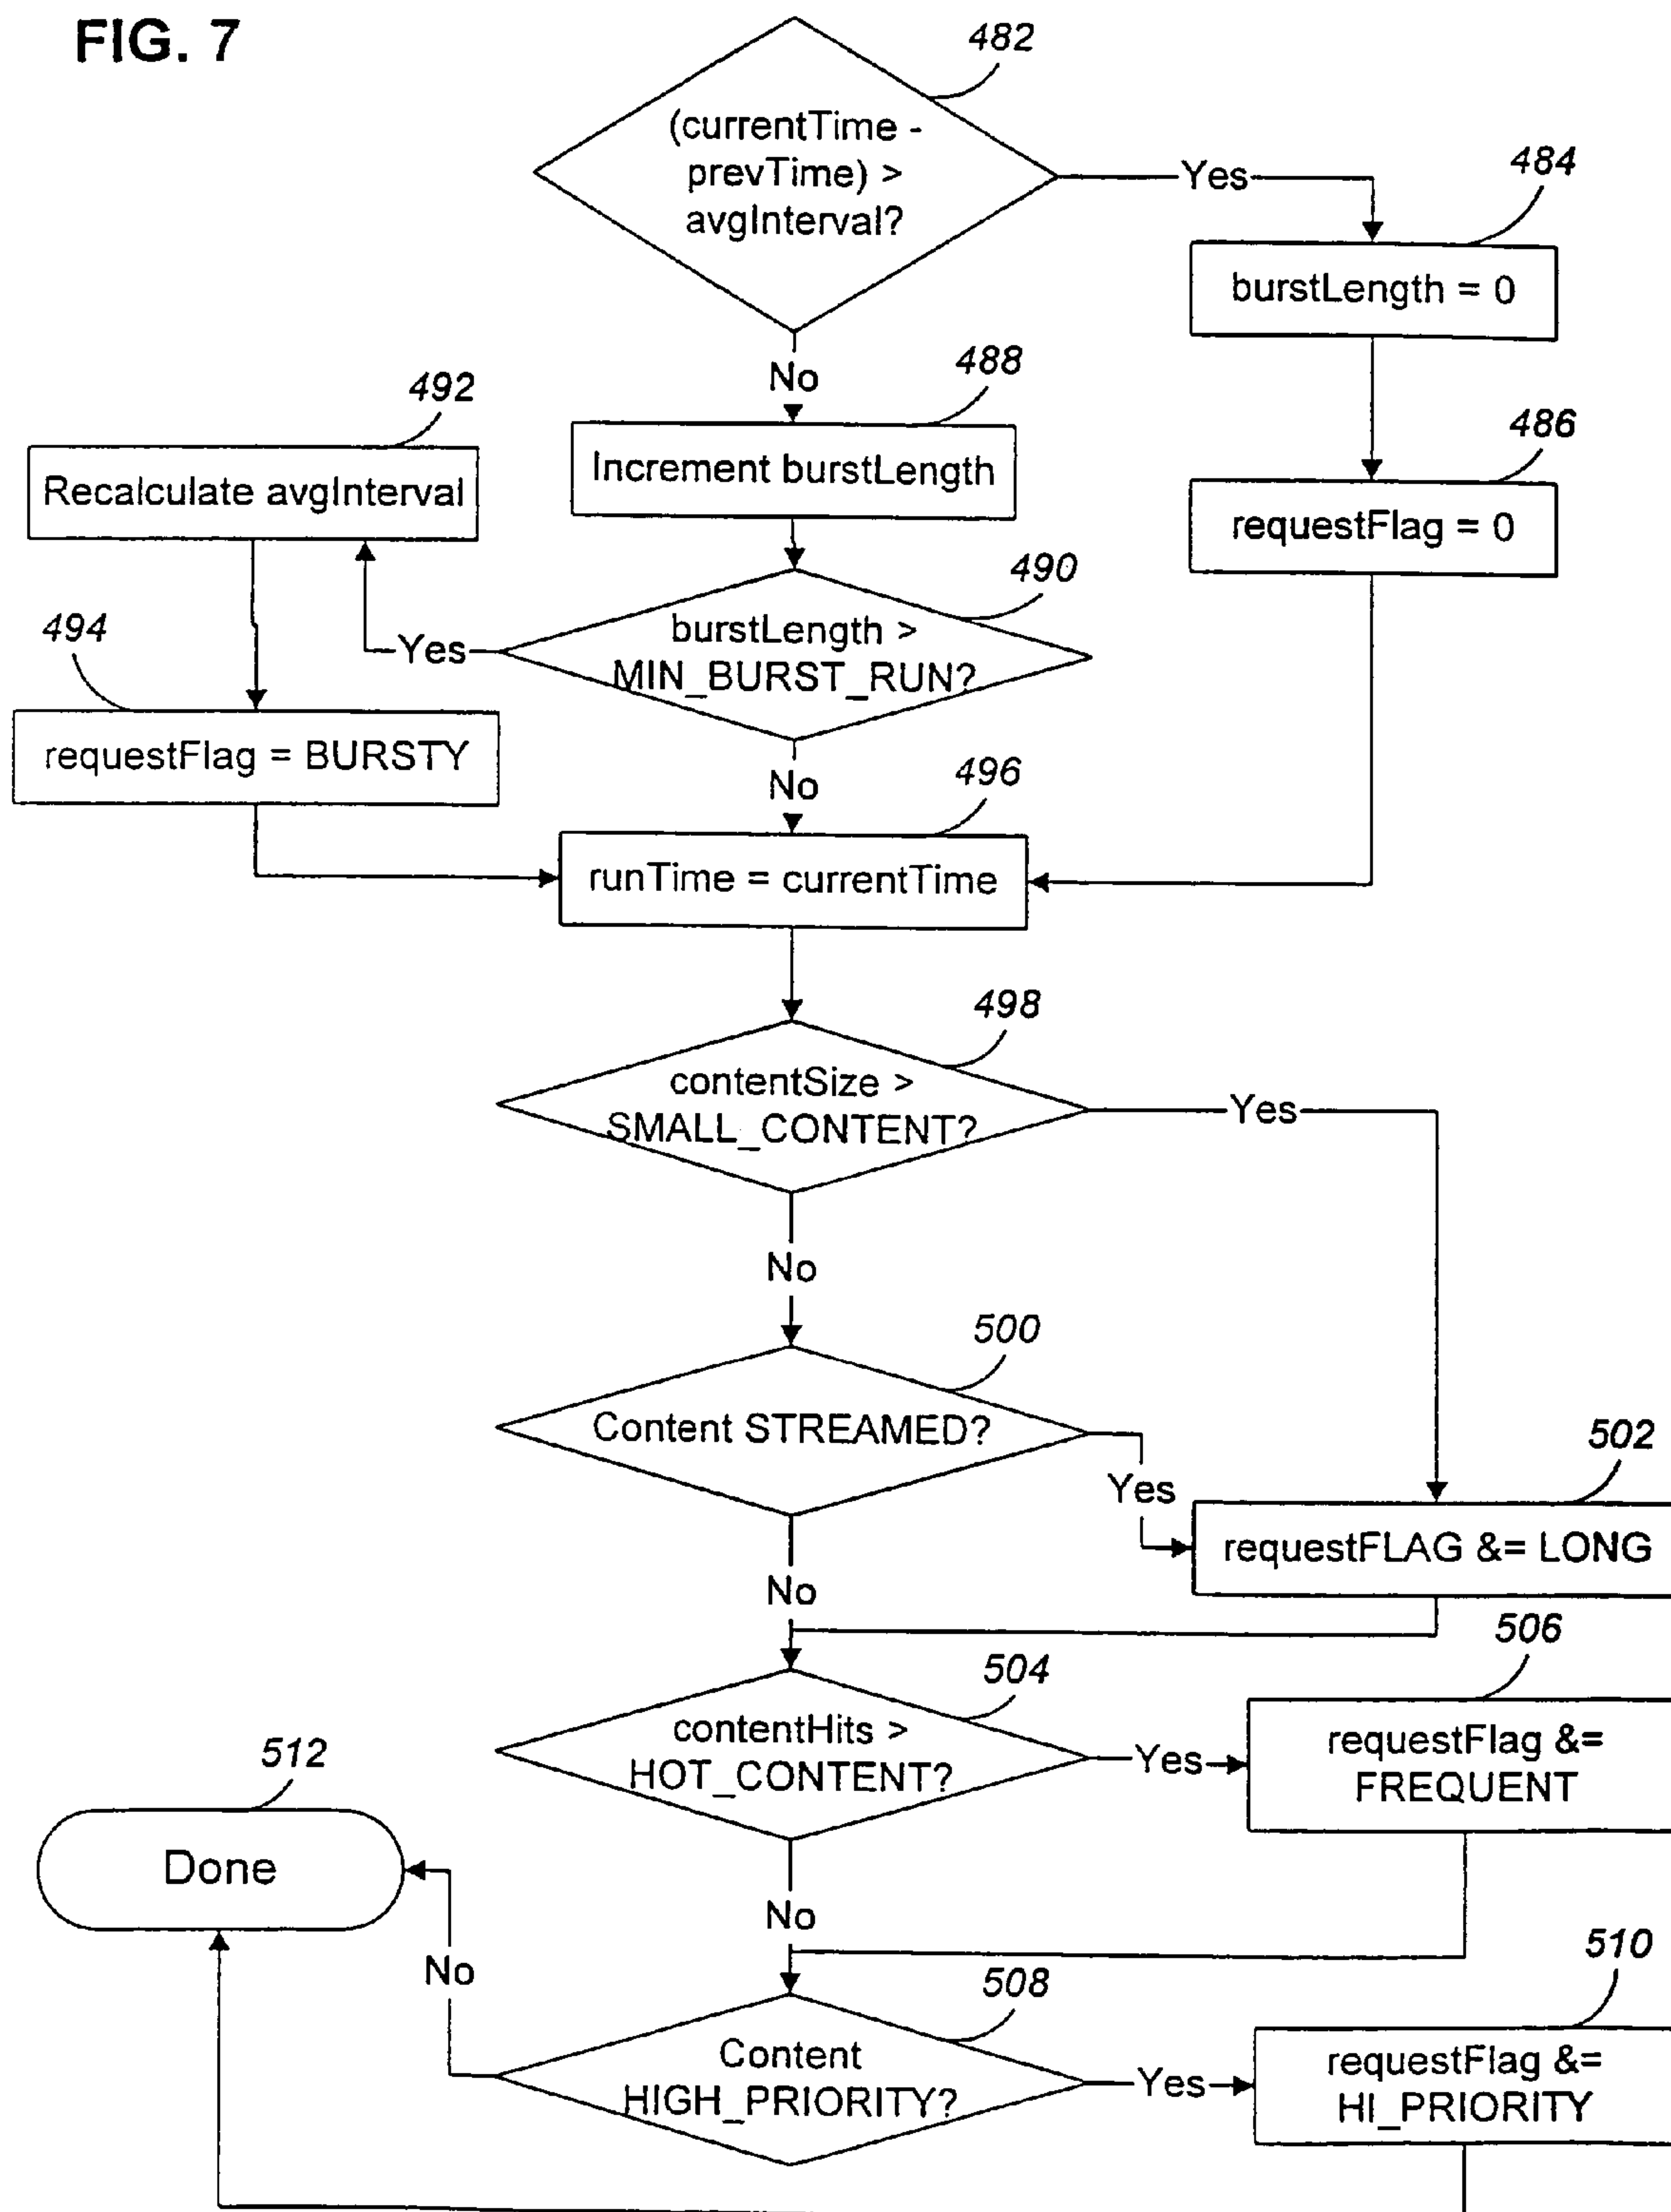 FIG. 7
482
(currentTime -
prevTime) >
avgInterval?
Yes
484
burstLength = 0
No
488
Increment burstLength
486
requestFlag = 0
492
Recalculate avgInterval
490
burstLength >
MIN_BURST_RUN?
Yes
494
requestFlag = BURSTY
No
496
runTime = currentTime
498
contentSize >
SMALL_CONTENT?
Yes
No
500
Content STREAMED?
Yes
502
requestFLAG &= LONG
No
504
contentHits >
HOT_CONTENT?
Yes
506
requestFlag &=
FREQUENT
512
Done
No
No
508
Content
HIGH_PRIORITY?
Yes
510
requestFlag &=
HI_PRIORITY